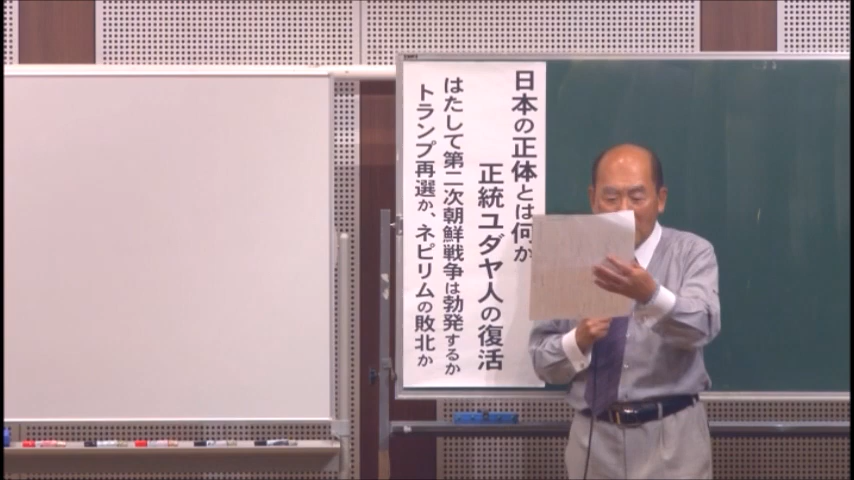 日本の正体とは何か
正統ユダヤ人の復活
はたして第二次朝鮮戦争は勃発するか
トランプ再選か、ネピリムの敗北か